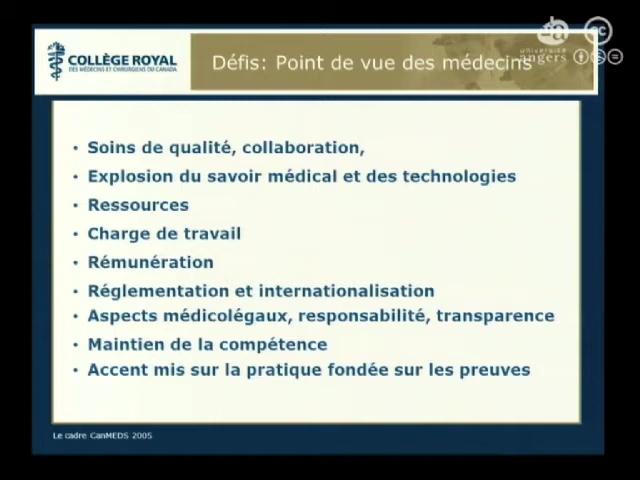 COLLÈGE ROYAL
DES MÉDECINS ET CHIRURGIENS DU CANADA
Défis: Point de vue des médecins
ua
université
angers
cc
• Soins de qualité, collaboration,
• Explosion du savoir médical et des technologies
• Ressources
• Charge de travail
• Rémunération
• Réglementation et internationalisation
• Aspects médicolégaux, responsabilité, transparence
• Maintien de la compétence
• Accent mis sur la pratique fondée sur les preuves
Le cadre CanMEDS 2005